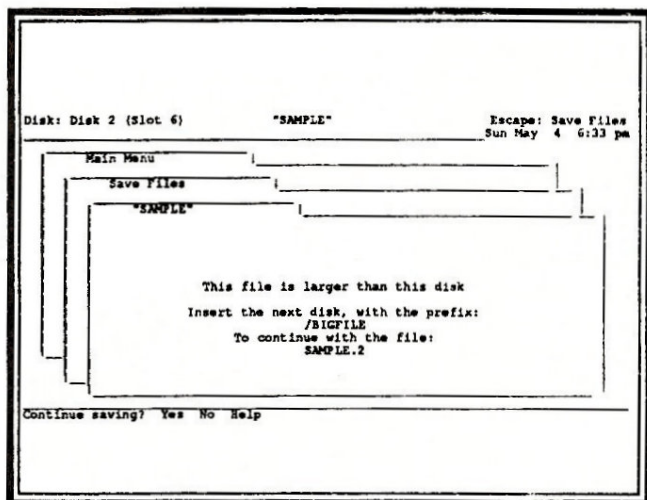 Disk: Disk 2 (Slot 6) "SAMPLE" Escape: Save Files
Sun May 4 6:33 pm
Main Menu
Save Files
"SAMPLE"
This file is larger than this disk
Insert the next disk, with the prefix:
/BIGFILE
To continue with the file:
SAMPLE.2
Continue saving? Yes No Help